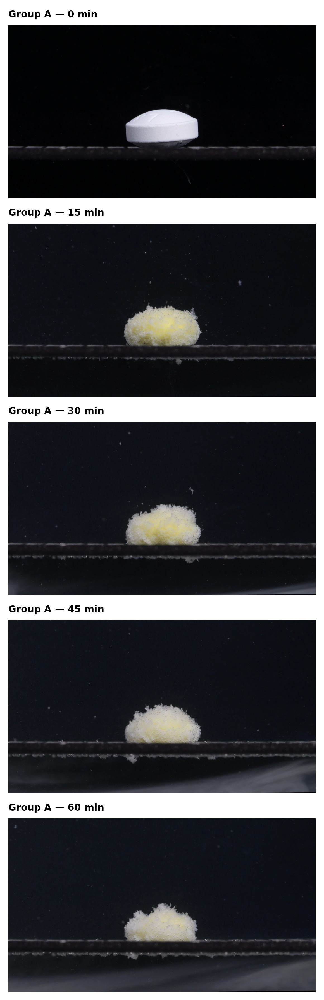 Group A — 0 min
Group A — 15 min
Group A — 30 min
Group A — 45 min
Group A — 60 min